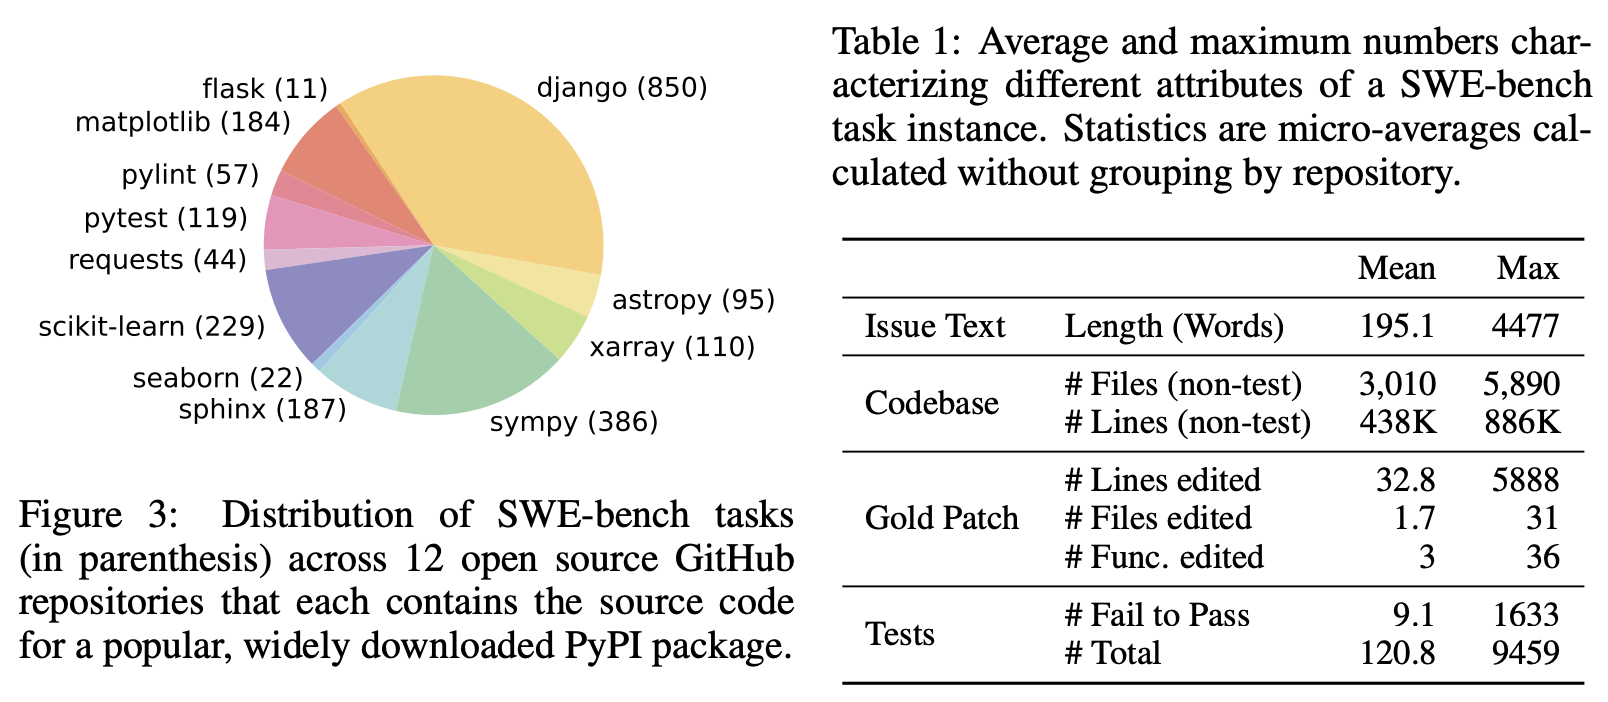 flask (11)
django (850)
matplotlib (184)
pylint (57)
pytest (119)
requests (44)
scikit-learn (229)
seaborn (22)
sphinx (187)
sympy (386)
xarray (110)
astropy (95)
Figure 3: Distribution of SWE-bench tasks
(in parenthesis) across 12 open source GitHub
repositories that each contains the source code
for a popular, widely downloaded PyPI package.
Table 1: Average and maximum numbers char-
acterizing different attributes of a SWE-bench
task instance. Statistics are micro-averages cal-
culated without grouping by repository.
Mean Max
Issue Text Length (Words) 195.1 4477
Codebase
# Files (non-test) 3,010 5,890
# Lines (non-test) 438K 886K
Gold Patch
# Lines edited 32.8 5888
# Files edited 1.7 31
# Func. edited 3 36
Tests
# Fail to Pass 9.1 1633
# Total 120.8 9459